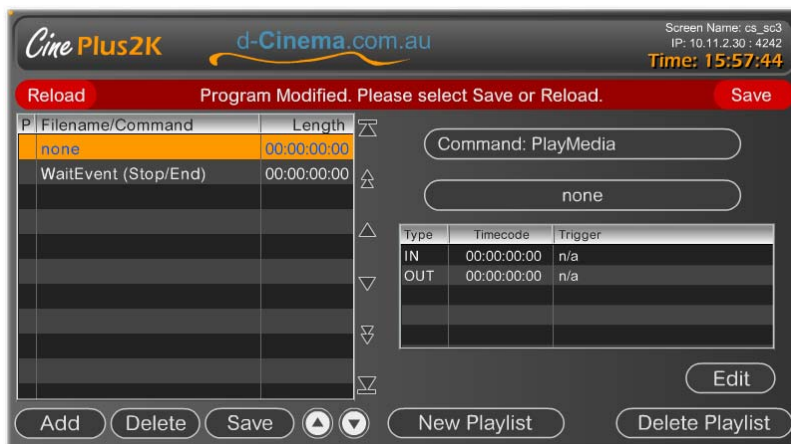 Cine Plus2K
d-Cinema.com.au
Screen Name: cs_sc3
IP: 10.11.2.30 : 4242
Time: 15:57:44
Reload
Program Modified. Please select Save or Reload.
Save
P Filename/Command Length
none 00:00:00:00
WaitEvent (Stop/End) 00:00:00:00
Command: PlayMedia
none
Type Timecode Trigger
IN 00:00:00:00 n/a
OUT 00:00:00:00 n/a
Edit
Add Delete Save New Playlist Delete Playlist